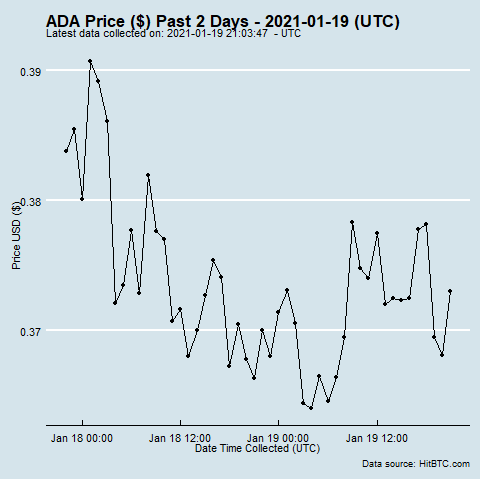 ADA Price ($) Past 2 Days - 2021-01-19 (UTC)
Latest data collected on: 2021-01-19 21:03:47 - UTC
0.39
0.38
0.37
Price USD ($)
Jan 18 00:00
Jan 18 12:00
Jan 19 00:00
Jan 19 12:00
Date Time Collected (UTC)
Data source: HitBTC.com